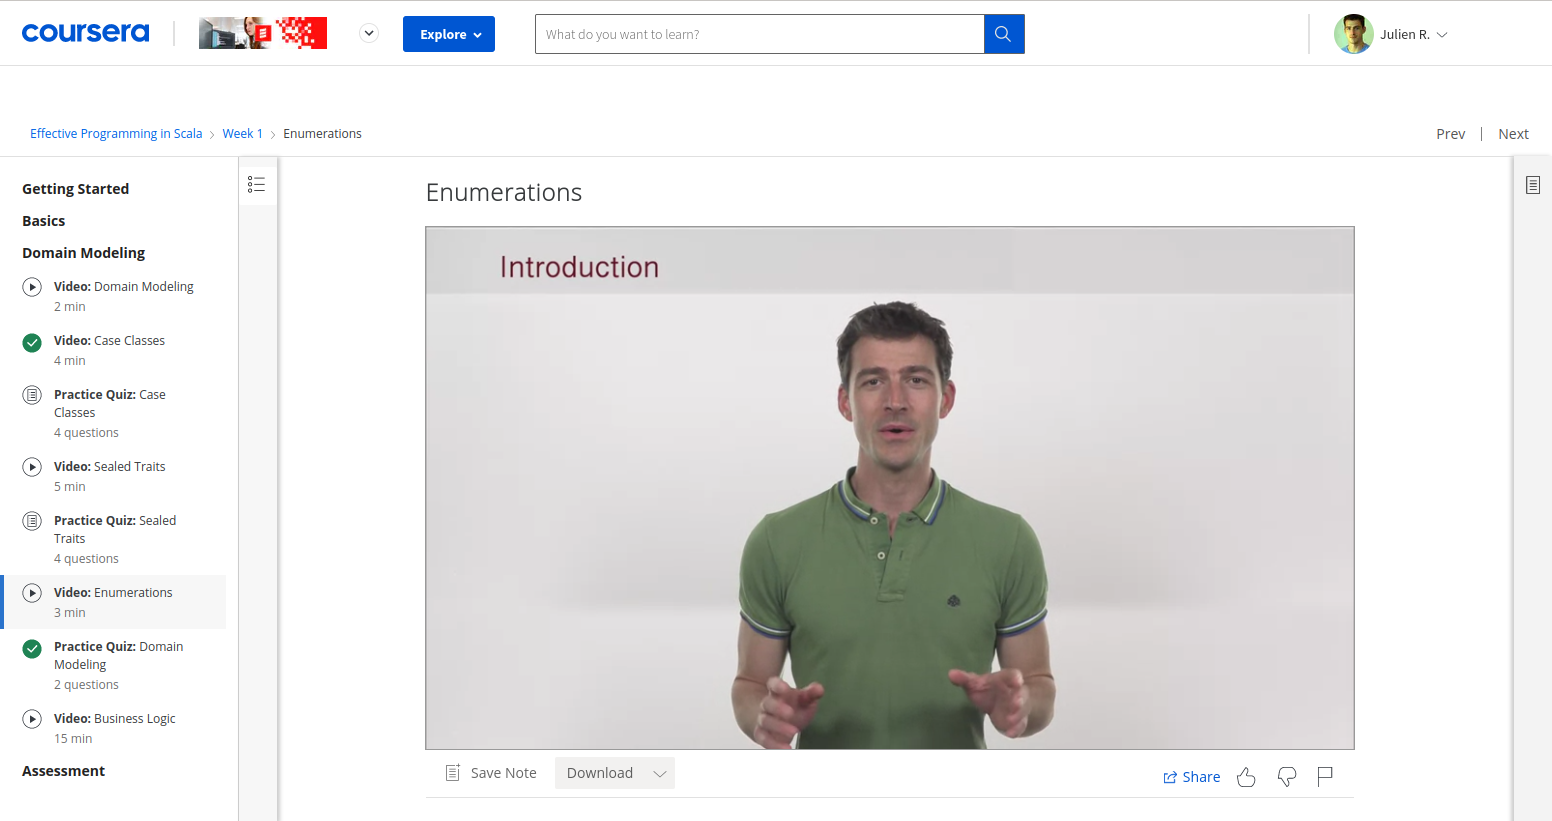 coursera
Explore
What do you want to learn?
Julien R.
Effective Programming in Scala > Week 1 > Enumerations
Prev | Next
Getting Started
Basics
Domain Modeling
Video: Domain Modeling
2 min
Video: Case Classes
4 min
Practice Quiz: Case
Classes
4 questions
Video: Sealed Traits
5 min
Practice Quiz: Sealed
Traits
4 questions
Video: Enumerations
3 min
Practice Quiz: Domain
Modeling
2 questions
Video: Business Logic
15 min
Assessment
Enumerations
Introduction
Save Note
Download
Share